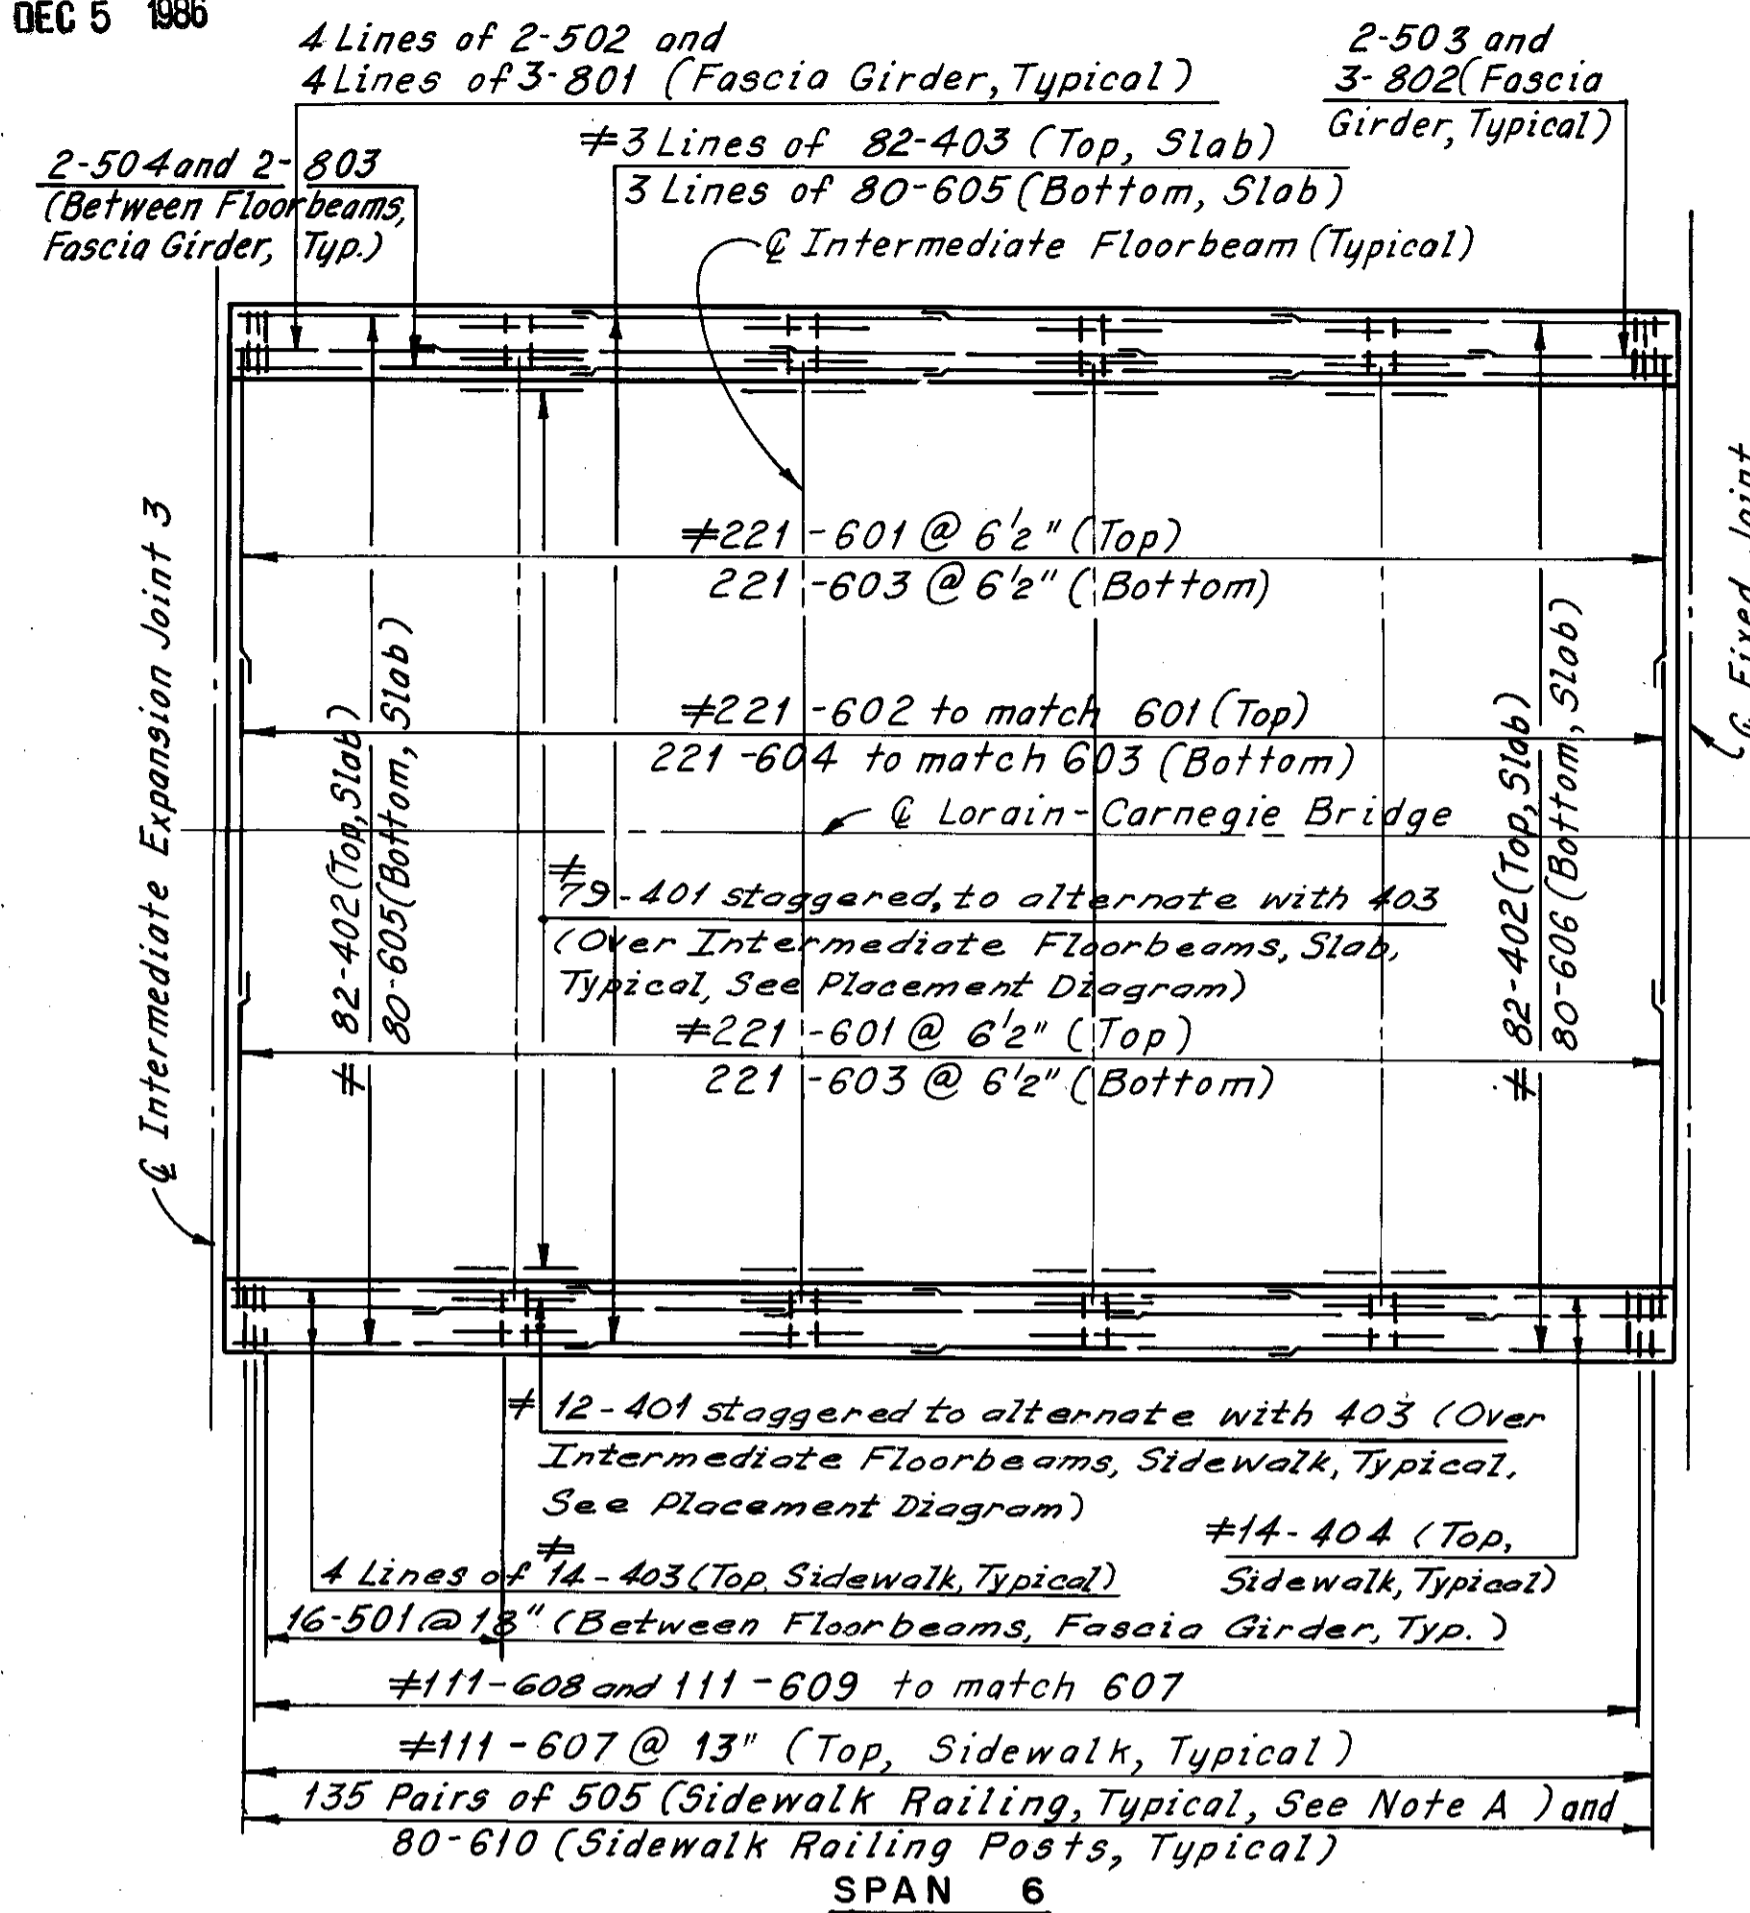 DEC 5 1986
4 Lines of 2-502 and
4 Lines of 3-801 (Fascia Girder, Typical)
2-503 and
3-802 (Fascia
Girder, Typical)
≠3 Lines of 82-403 (Top, Slab)
3 Lines of 80-605 (Bottom, Slab)
2-504 and 2-803
(Between Floorbeams,
Fascia Girder, Typ.)
℄ Intermediate Floorbeam (Typical)
℄ Intermediate Expansion Joint 3
℄ Fixed Joint
≠221-601 @ 6 1/2" (Top)
221-603 @ 6 1/2" (Bottom)
≠221-602 to match 601 (Top)
221-604 to match 603 (Bottom)
℄ Lorain-Carnegie Bridge
≠ 82-402 (Top, Slab)
80-605 (Bottom, Slab)
≠ 82-402 (Top, Slab)
80-606 (Bottom, Slab)
≠
79-401 staggered, to alternate with 403
(Over Intermediate Floorbeams, Slab,
Typical, See Placement Diagram)
≠221-601 @ 6 1/2" (Top)
221-603 @ 6 1/2" (Bottom)
≠ 12-401 staggered to alternate with 403 (Over
Intermediate Floorbeams, Sidewalk, Typical,
See Placement Diagram)
≠14-404 (Top,
Sidewalk, Typical)
≠
4 Lines of 14-403 (Top Sidewalk, Typical)
16-501 @ 18" (Between Floorbeams, Fascia Girder, Typ.)
≠111-608 and 111-609 to match 607
≠111-607 @ 13" (Top, Sidewalk, Typical)
135 Pairs of 505 (Sidewalk Railing, Typical, See Note A) and
80-610 (Sidewalk Railing Posts, Typical)
SPAN 6